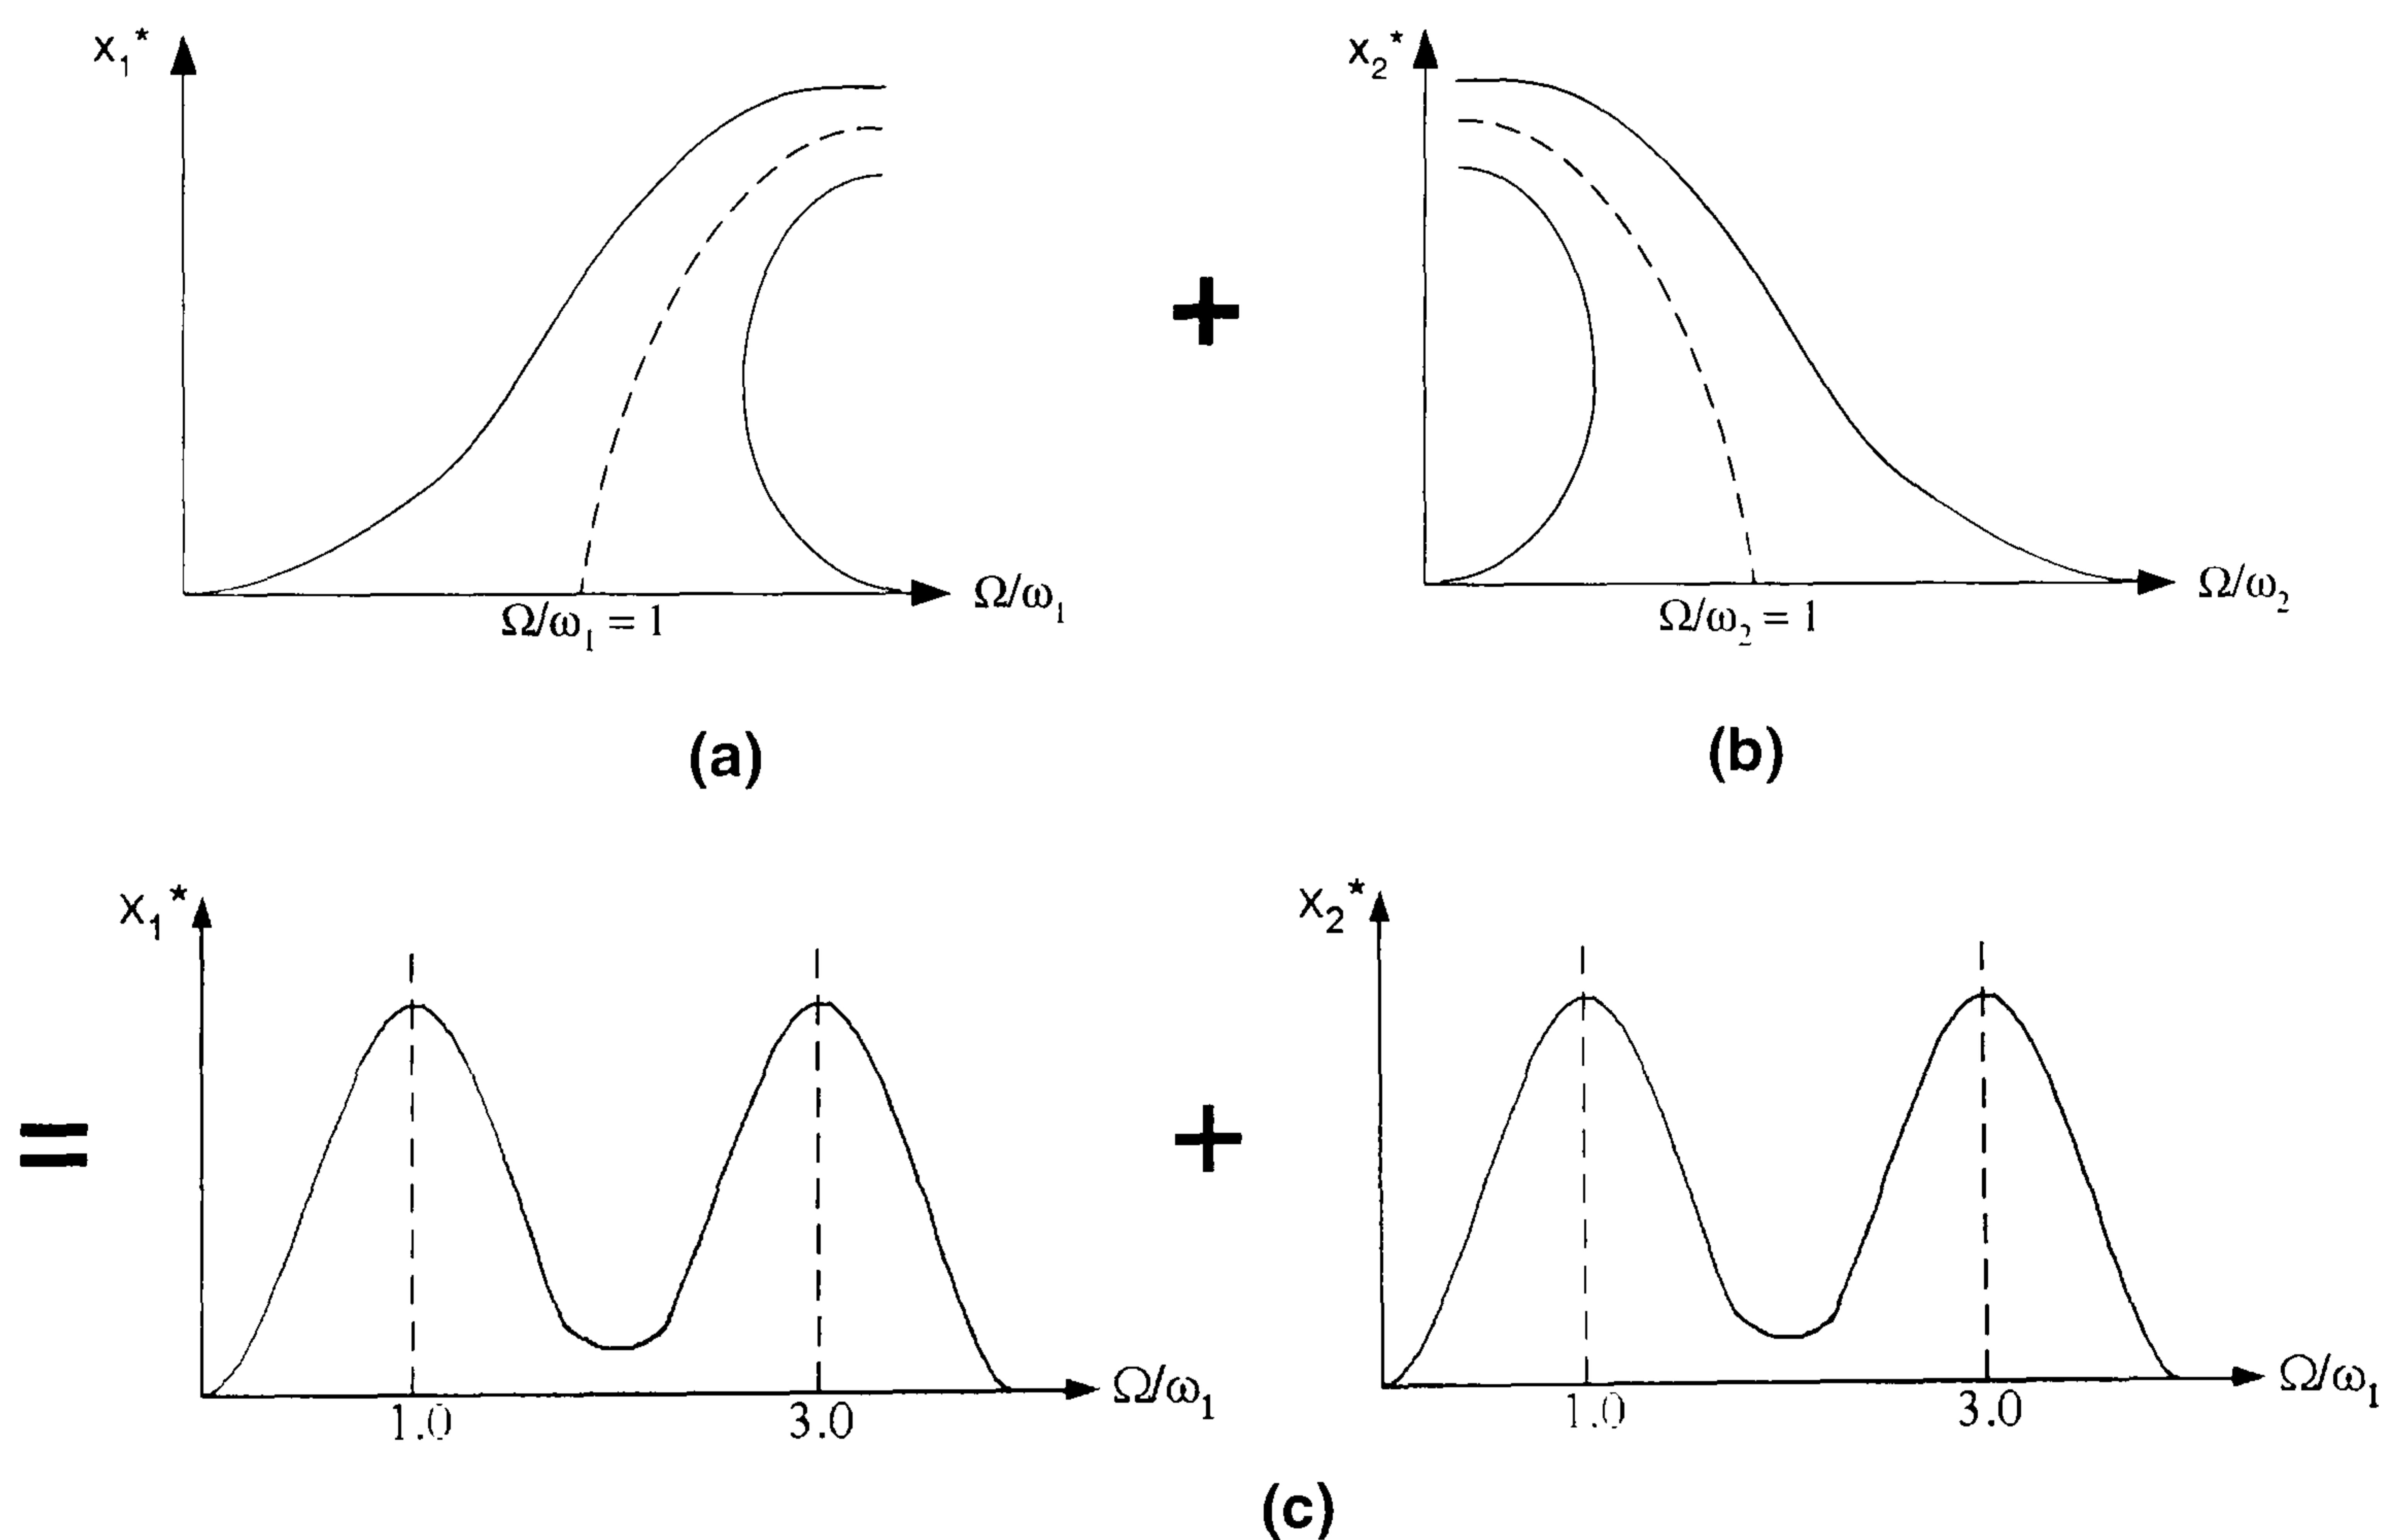 x₁*
x₂*
+
Ω/ω₁
Ω/ω₂
Ω/ω₁ = 1
Ω/ω₂ = 1
(a)
(b)
x₁*
x₂*
=
+
Ω/ω₁
Ω/ω₁
1.0
3.0
1.0
3.0
(c)